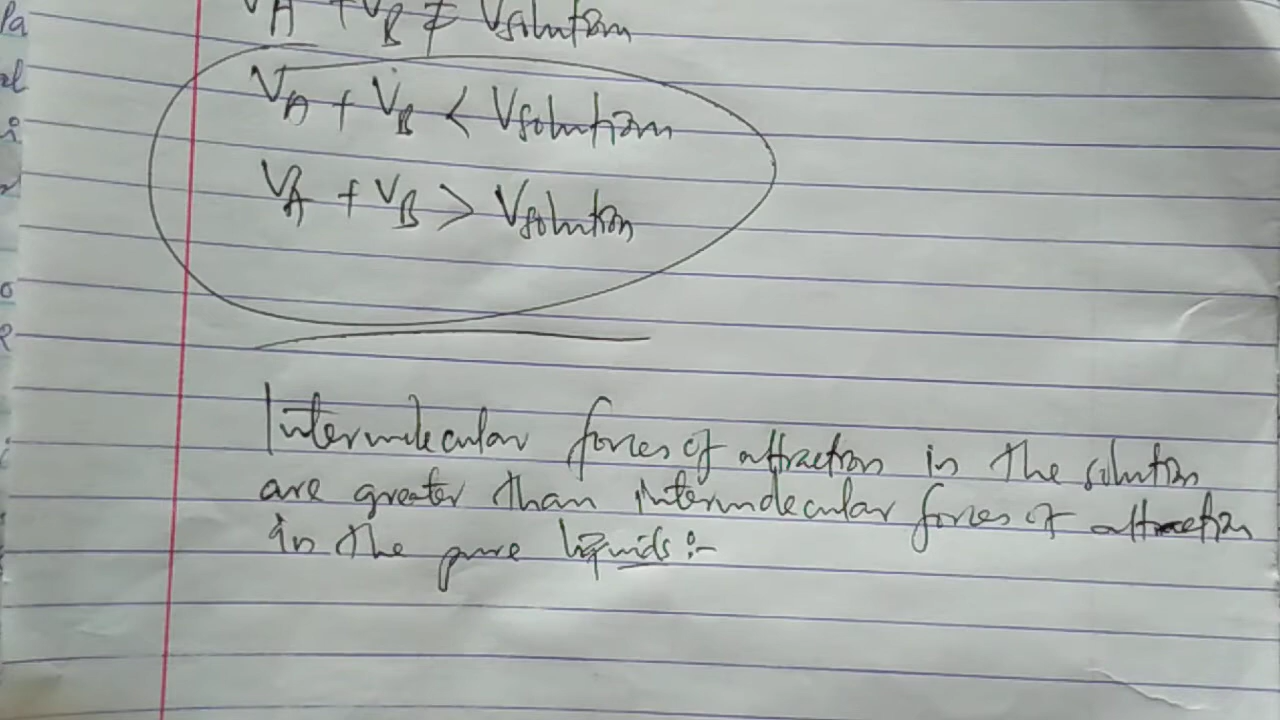 Pa
VA + VB ≠ Vsolution
VA + VB < Vsolution
VA + VB > Vsolution
Intermolecular forces of attraction in the solution
are greater than intermolecular forces of attraction
in the pure liquids:-